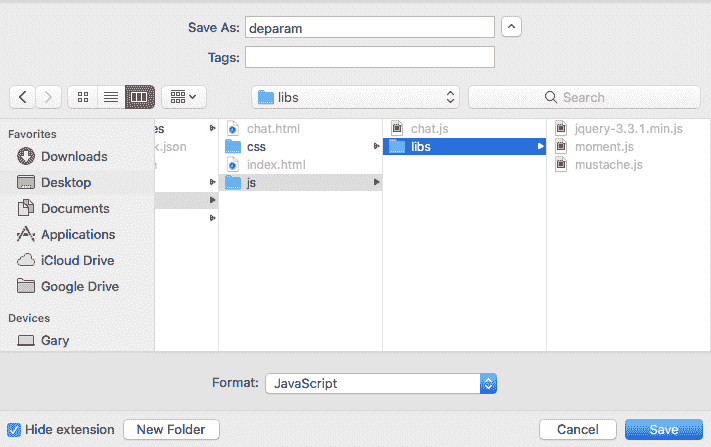 Save As: deparam
Tags:
libs
Search
Favorites
Downloads
Desktop
Documents
Applications
iCloud Drive
Google Drive
Devices
Gary
es
k.json
chat.html
css
index.html
js
chat.js
libs
jquery-3.3.1.min.js
moment.js
mustache.js
Format: JavaScript
Hide extension New Folder Cancel Save